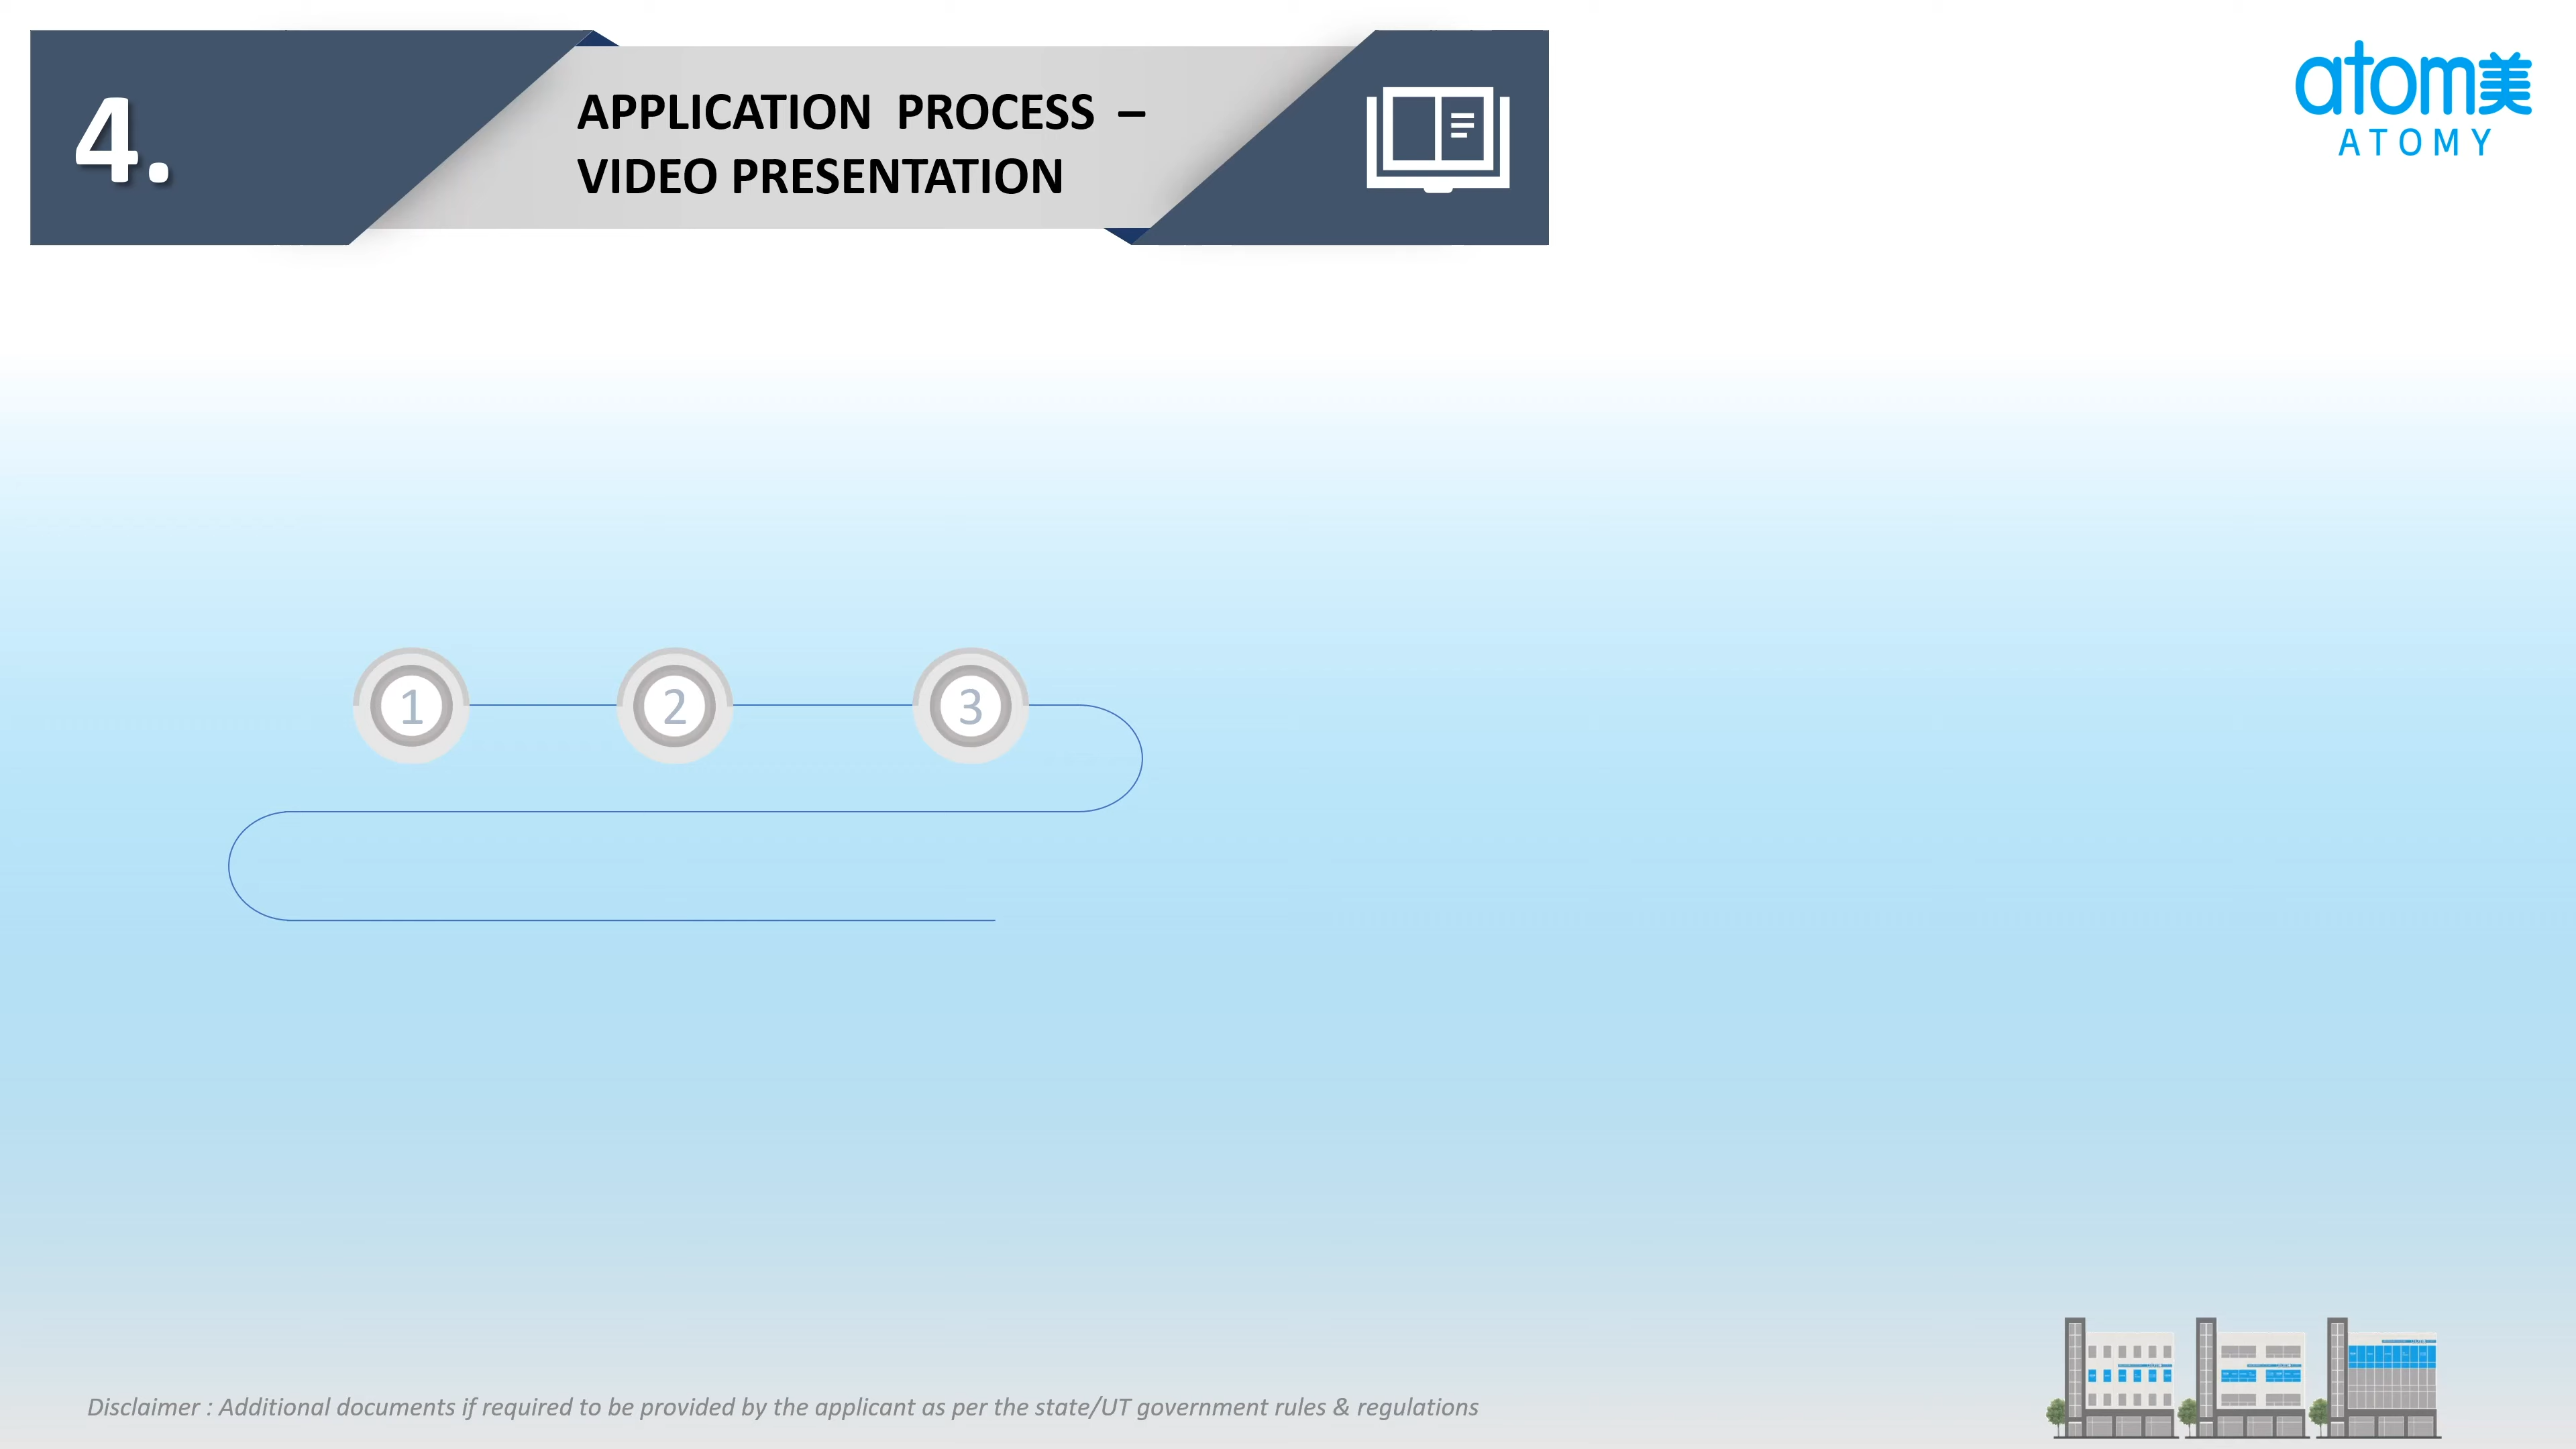 4.
APPLICATION PROCESS –
VIDEO PRESENTATION
atom美
ATOMY
1
2
3
Disclaimer : Additional documents if required to be provided by the applicant as per the state/UT government rules & regulations